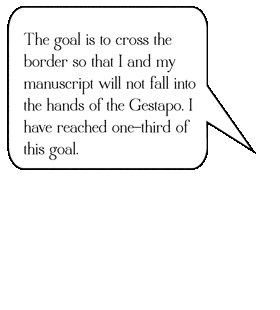 The goal is to cross the
border so that I and my
manuscript will not fall into
the hands of the Gestapo. I
have reached one-third of
this goal.